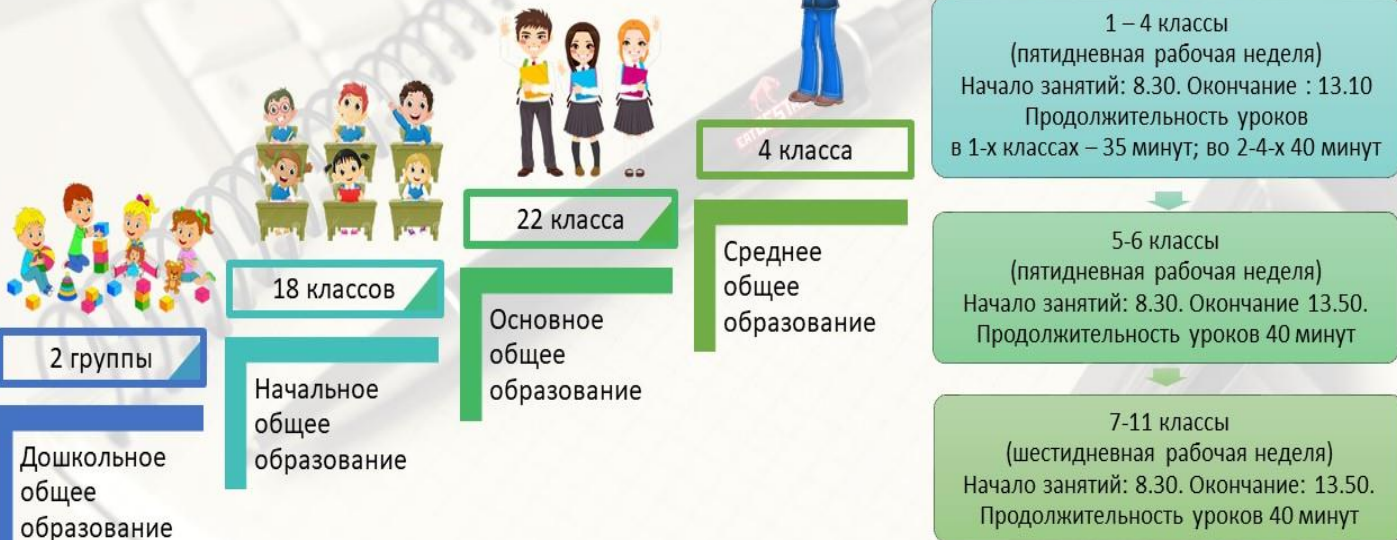 2 группы
Дошкольное
общее
образование
18 классов
Начальное
общее
образование
22 класса
Основное
общее
образование
4 класса
Среднее
общее
образование
1 – 4 классы
(пятидневная рабочая неделя)
Начало занятий: 8.30. Окончание : 13.10
Продолжительность уроков
в 1-х классах – 35 минут; во 2-4-х 40 минут
5-6 классы
(пятидневная рабочая неделя)
Начало занятий: 8.30. Окончание 13.50.
Продолжительность уроков 40 минут
7-11 классы
(шестидневная рабочая неделя)
Начало занятий: 8.30. Окончание: 13.50.
Продолжительность уроков 40 минут